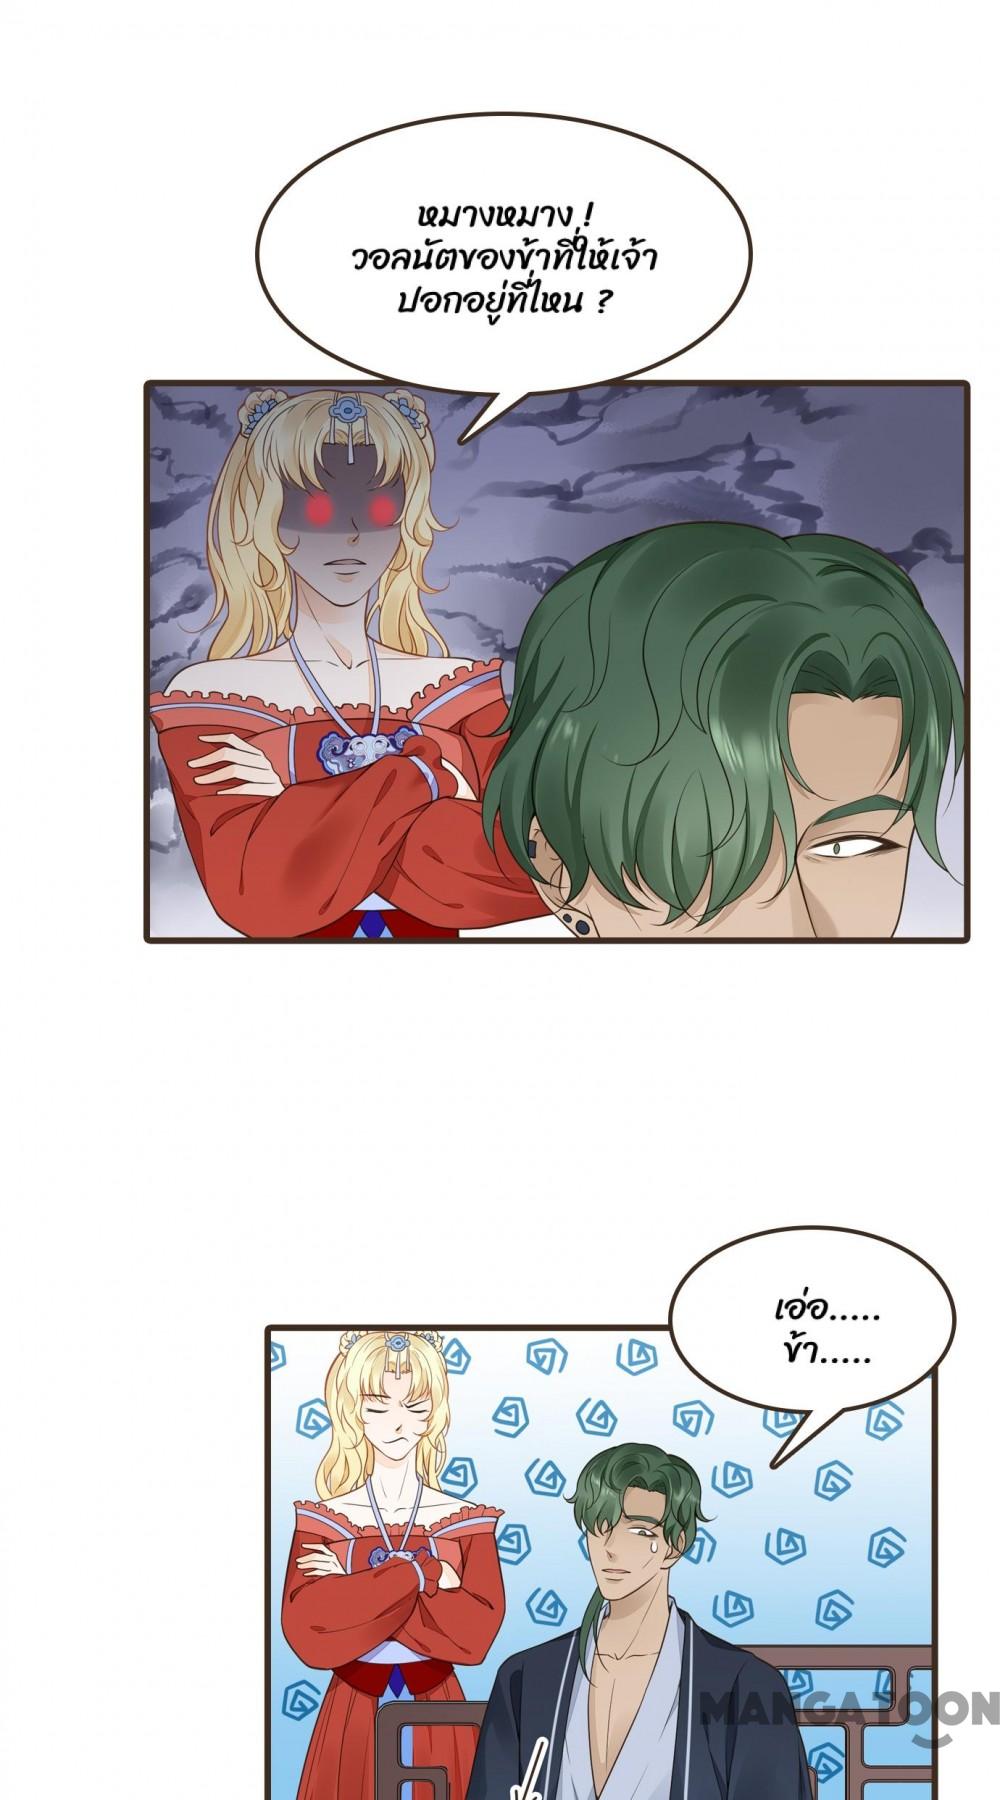 หมางหมาง !
วอลนัตของข้าที่ให้เจ้า
ปอกอยู่ที่ไหน ?
เอ่อ.....
ข้า.....
MANGATOON